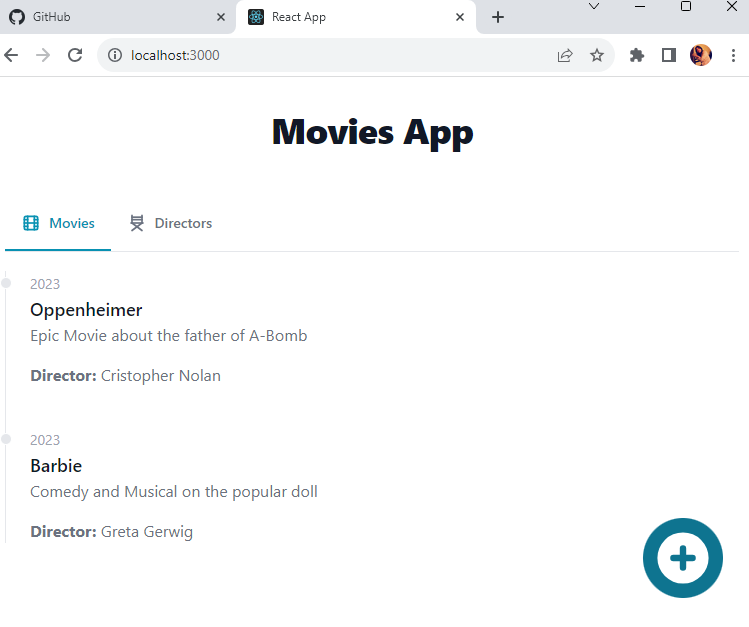 GitHub
React App
localhost:3000
Movies App
Movies
Directors
2023
Oppenheimer
Epic Movie about the father of A-Bomb
Director: Cristopher Nolan
2023
Barbie
Comedy and Musical on the popular doll
Director: Greta Gerwig